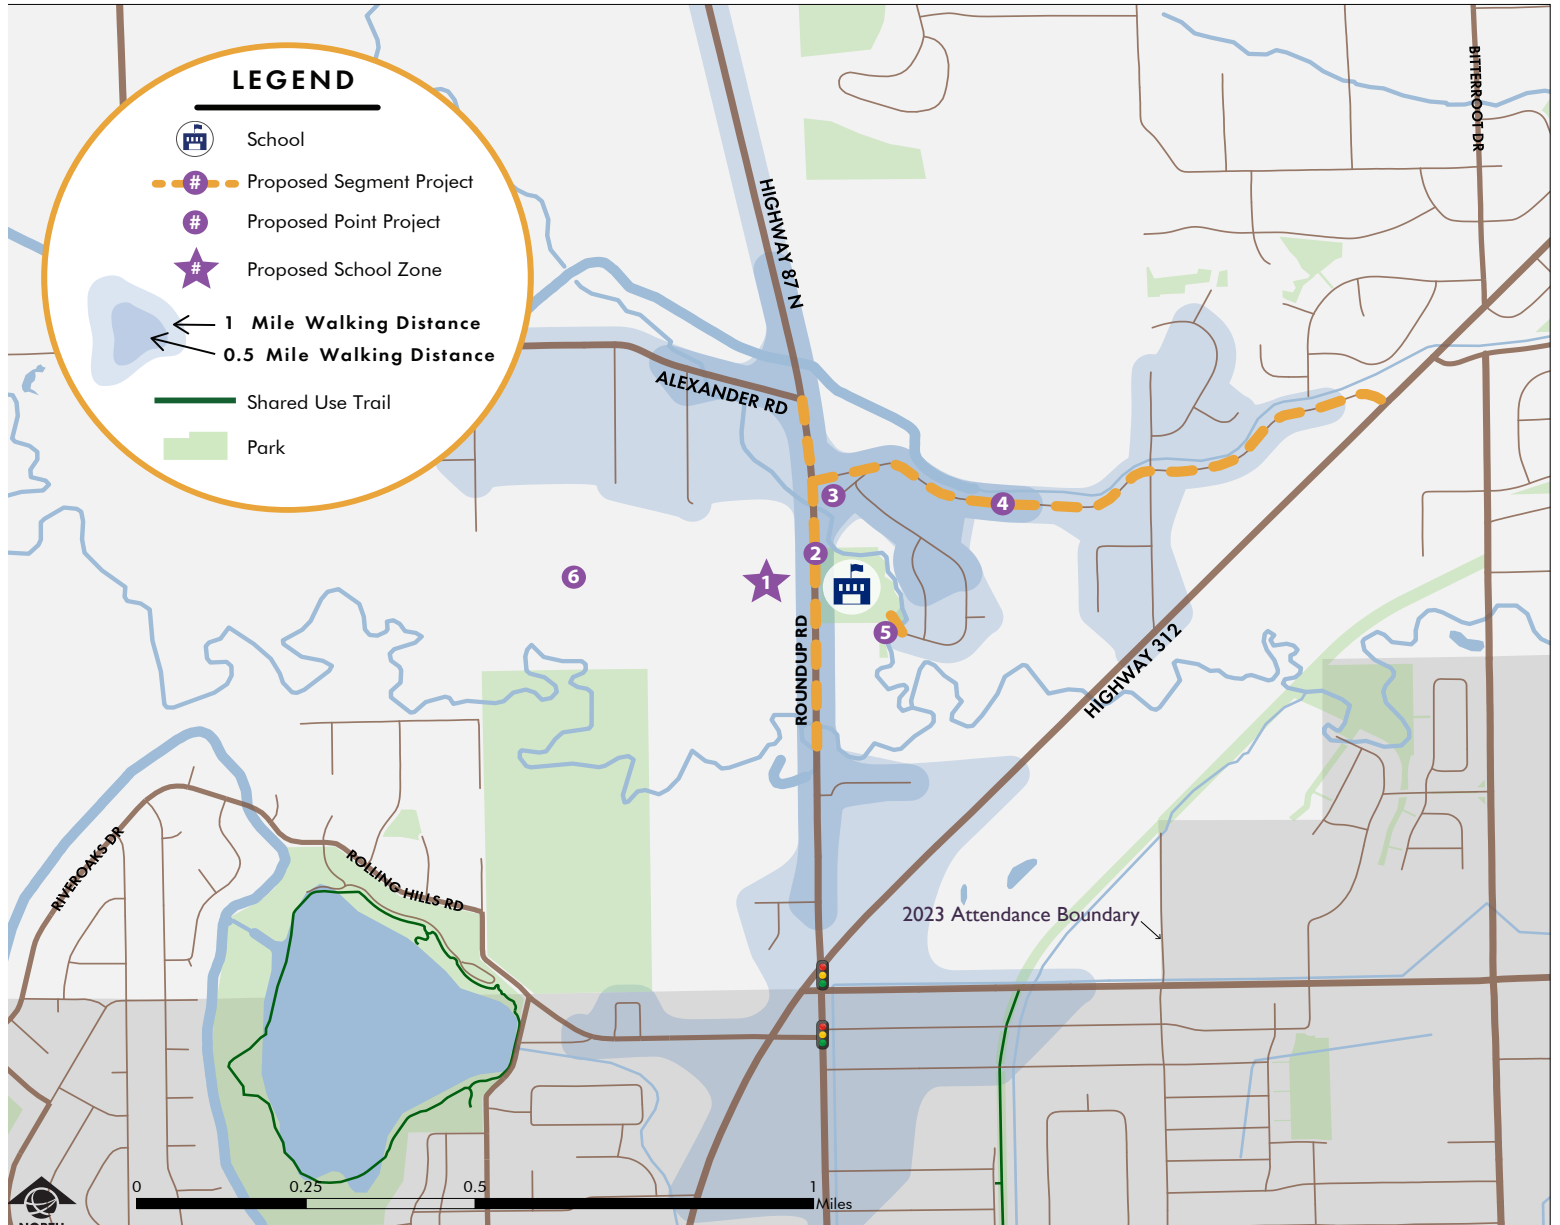 LEGEND
School
# Proposed Segment Project
# Proposed Point Project
# Proposed School Zone
1 Mile Walking Distance
0.5 Mile Walking Distance
Shared Use Trail
Park
BITTERROOT DR
HIGHWAY 87 N
ALEXANDER RD
3
4
2
6
1
5
ROUNDUP RD
HIGHWAY 312
RIVEROAKS DR
ROLLING HILLS RD
2023 Attendance Boundary
0 0.25 0.5 1
Miles
NORTH